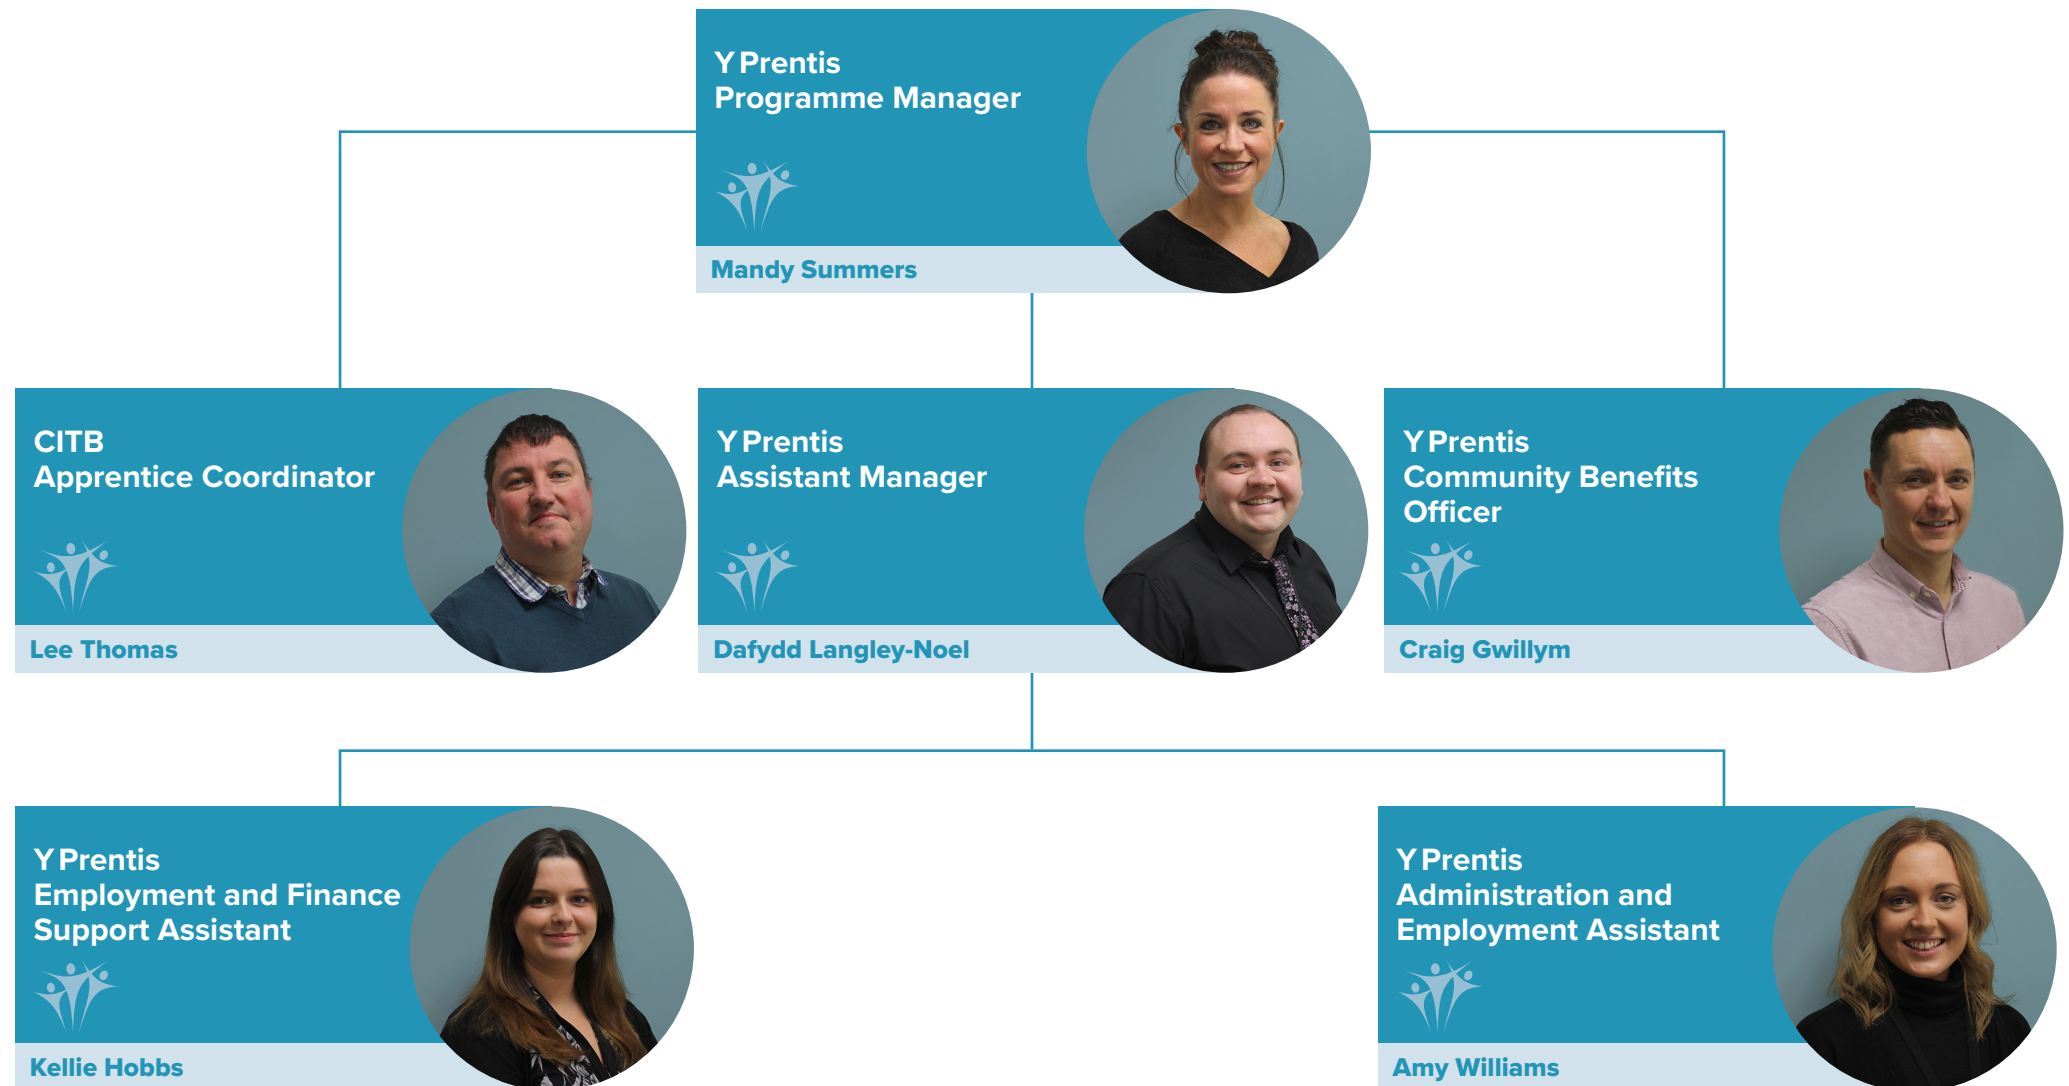 Y Prentis
Programme Manager
Mandy Summers
CITB
Apprentice Coordinator
Lee Thomas
Y Prentis
Assistant Manager
Dafydd Langley-Noel
Y Prentis
Community Benefits
Officer
Craig Gwillym
Y Prentis
Employment and Finance
Support Assistant
Kellie Hobbs
Y Prentis
Administration and
Employment Assistant
Amy Williams